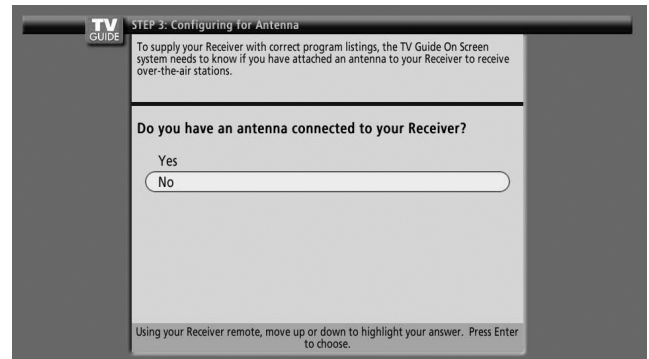 TV
GUIDE
STEP 3: Configuring for Antenna
To supply your Receiver with correct program listings, the TV Guide On Screen
system needs to know if you have attached an antenna to your Receiver to receive
over-the-air stations.
Do you have an antenna connected to your Receiver?
Yes
No
Using your Receiver remote, move up or down to highlight your answer.  Press Enter
to choose.